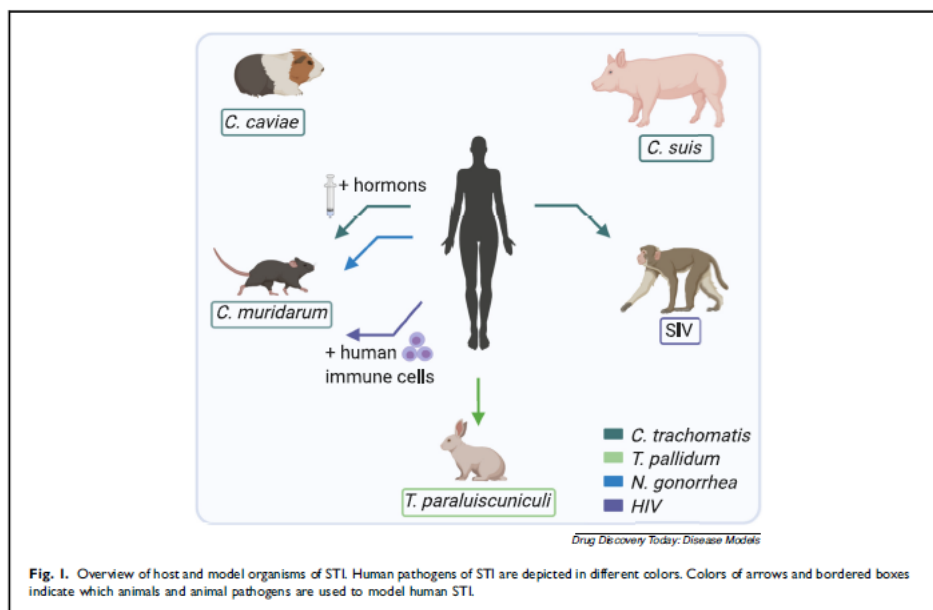 C. caviae
C. suis
+ hormons
C. muridarum
SIV
+ human
immune cells
T. paraluiscuniculi
C. trachomatis
T. pallidum
N. gonorrhea
HIV
Drug Discovery Today: Disease Models
Fig. 1. Overview of host and model organisms of STI. Human pathogens of STI are depicted in different colors. Colors of arrows and bordered boxes
indicate which animals and animal pathogens are used to model human STI.